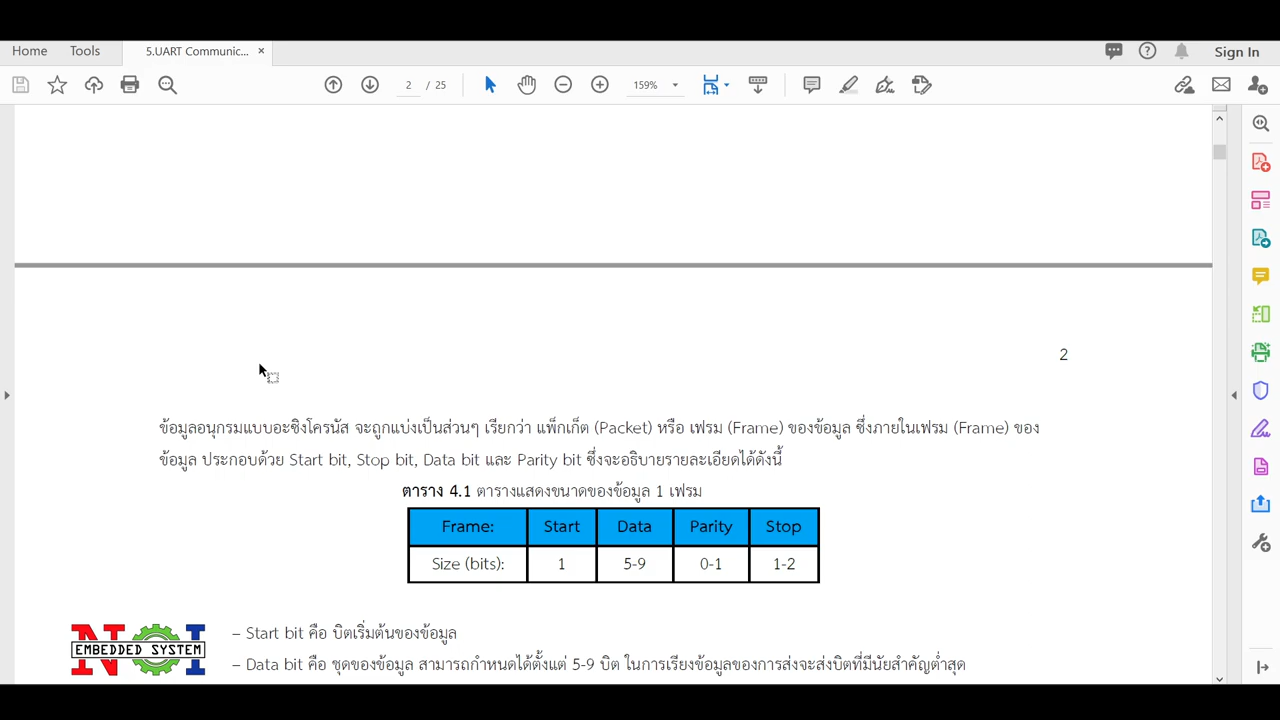 Home Tools 5.UART Communic... ×
2 / 25 159% Sign In
2
ข้อมูลอนุกรมแบบอะซิงโครนัส จะถูกแบ่งเป็นส่วนๆ เรียกว่า แพ็กเก็ต (Packet) หรือ เฟรม (Frame) ของข้อมูล ซึ่งภายในเฟรม (Frame) ของ
ข้อมูล ประกอบด้วย Start bit, Stop bit, Data bit และ Parity bit ซึ่งจะอธิบายรายละเอียดได้ดังนี้
ตาราง 4.1 ตารางแสดงขนาดของข้อมูล 1 เฟรม
Frame: Start Data Parity Stop
Size (bits): 1 5-9 0-1 1-2
– Start bit คือ บิตเริ่มต้นของข้อมูล
NOI EMBEDDED SYSTEM
– Data bit คือ ชุดของข้อมูล สามารถกำหนดได้ตั้งแต่ 5-9 บิต ในการเรียงข้อมูลของการส่งจะส่งบิตที่มีนัยสำคัญต่ำสุด